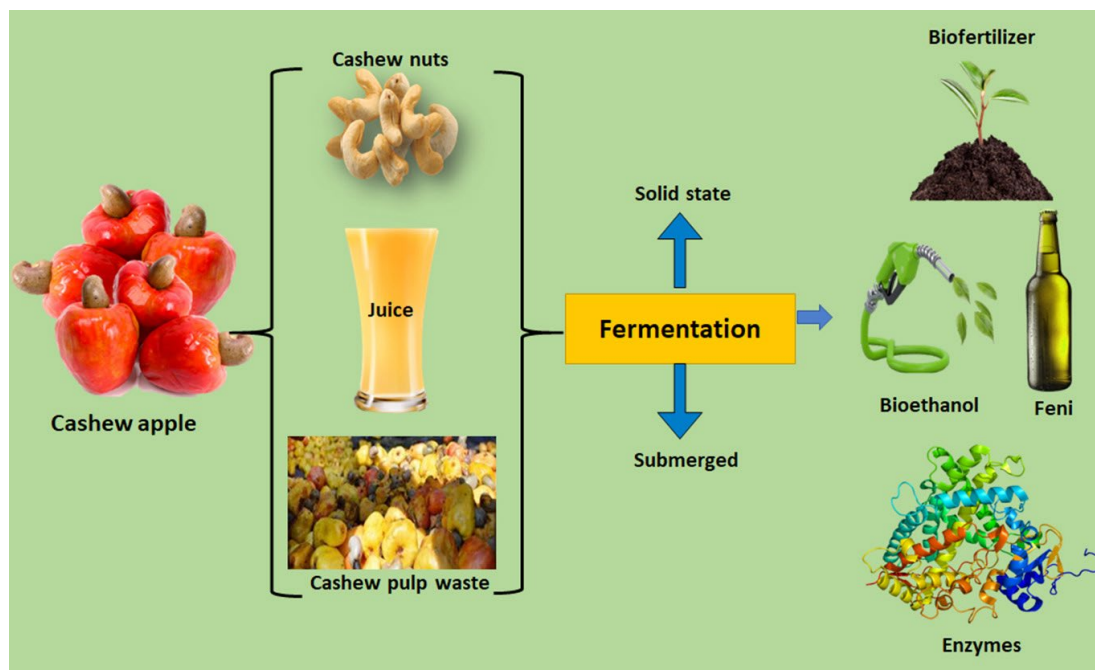 Cashew apple
Cashew nuts
Juice
Cashew pulp waste
Solid state
Fermentation
Submerged
Biofertilizer
Bioethanol
Feni
Enzymes